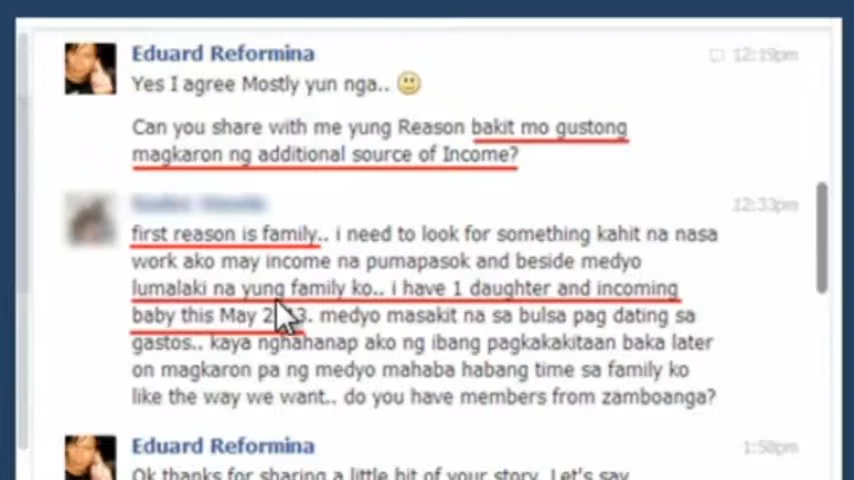 Eduard Reformina
12:19pm
Yes I agree Mostly yun nga..
Can you share with me yung Reason bakit mo gustong
magkaron ng additional source of Income?
12:33pm
first reason is family.. i need to look for something kahit na nasa
work ako may income na pumapasok and beside medyo
lumalaki na yung family ko.. i have 1 daughter and incoming
baby this May 3. medyo masakit na sa bulsa pag dating sa
gastos.. kaya nghahanap ako ng ibang pagkakakitaan baka later
on magkaron pa ng medyo mahaba habang time sa family ko
like the way we want.. do you have members from zamboanga?
Eduard Reformina
1:58pm
Ok thanks for sharing a little bit of your story. Let's say